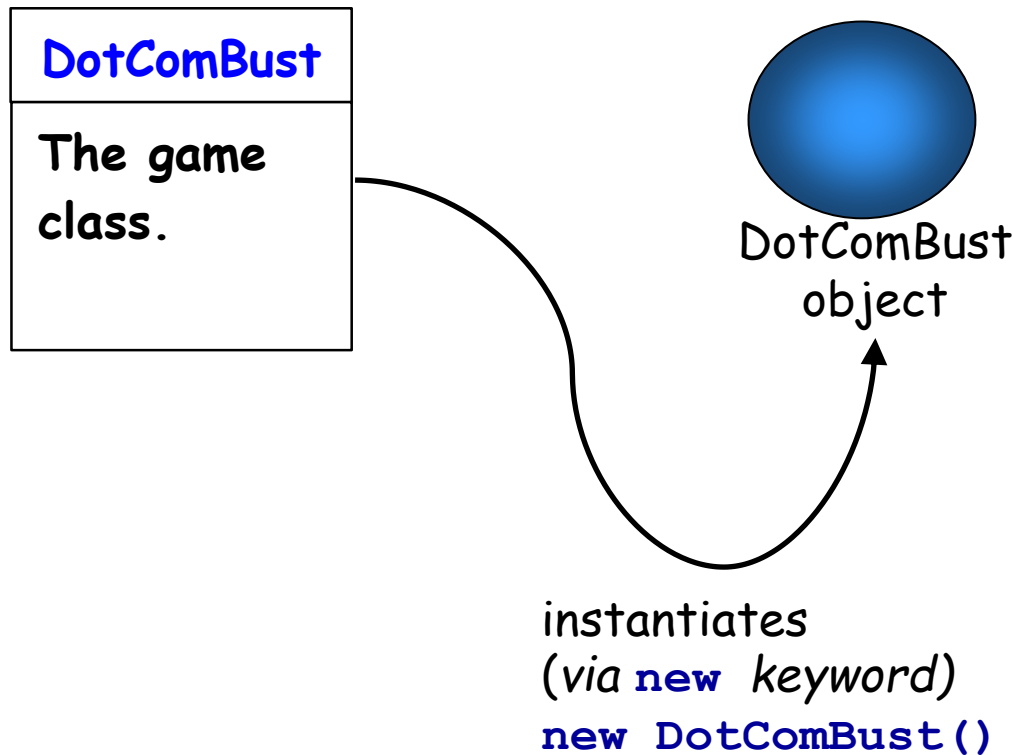 DotComBust
The game
class.
DotComBust
object
instantiates
(via new keyword)
new DotComBust()